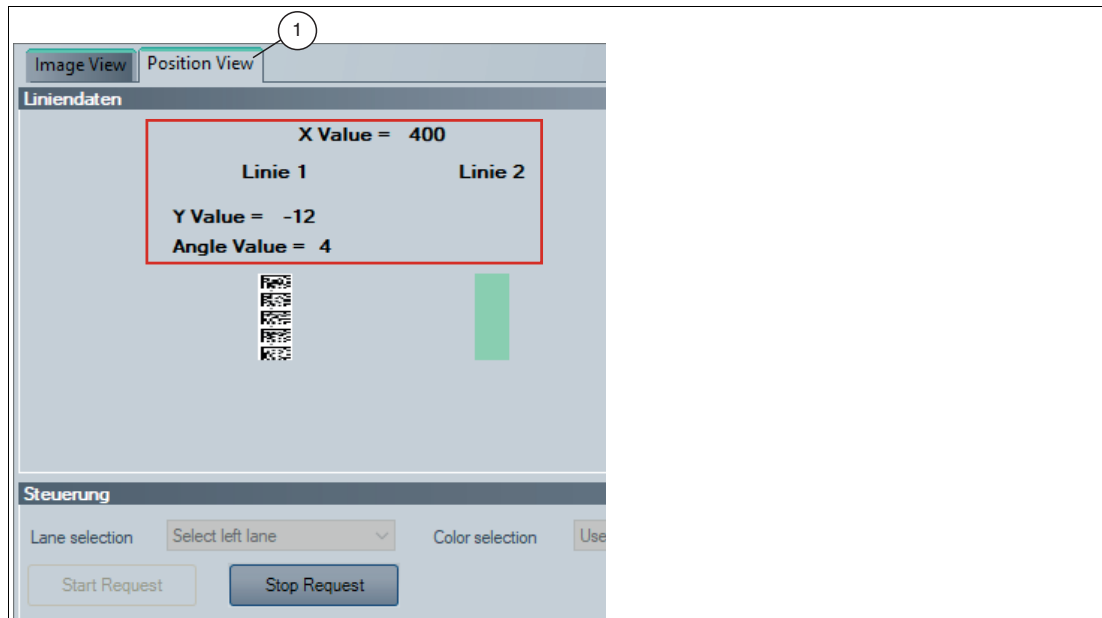 1
Image View Position View
Liniendaten
X Value = 400
Linie 1 Linie 2
Y Value = -12
Angle Value = 4
Steuerung
Lane selection Select left lane Color selection Use
Start Request Stop Request